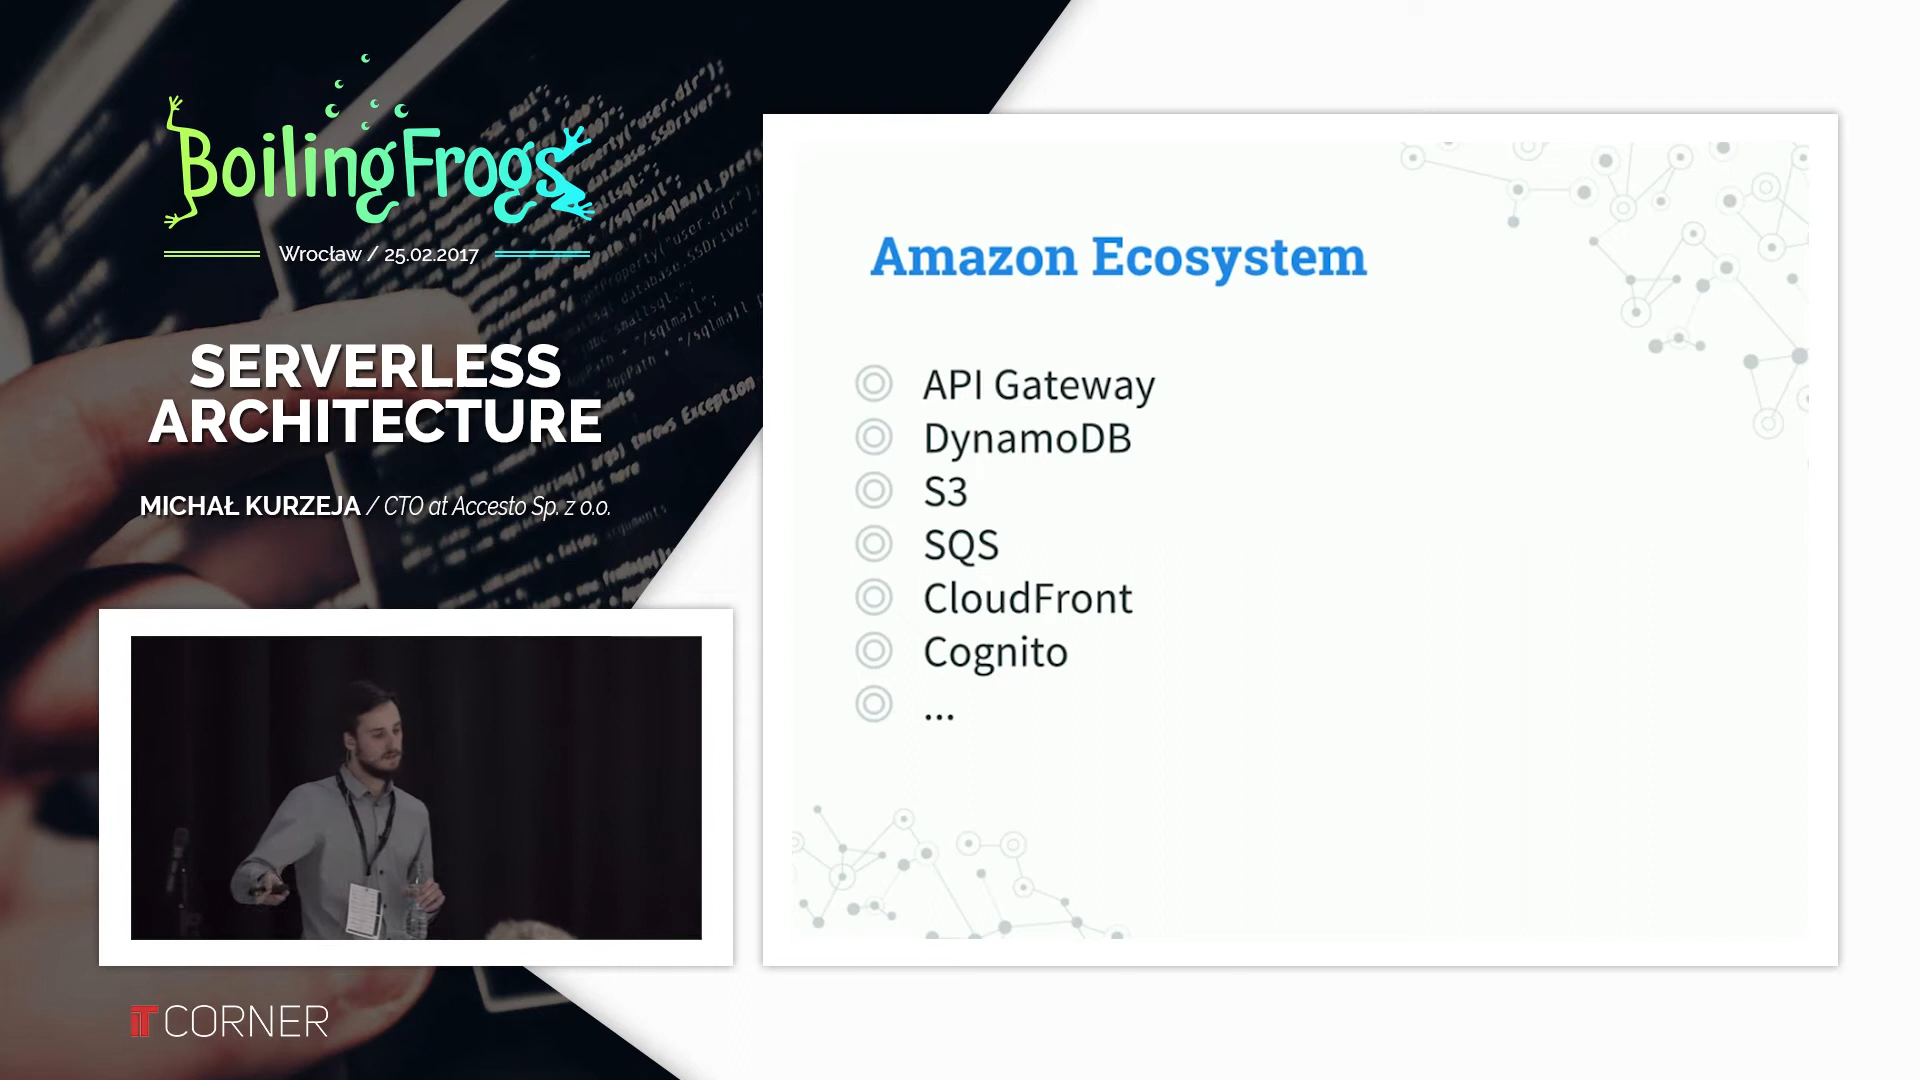 BoilingFrogs
Wrocław / 25.02.2017
SERVERLESS
ARCHITECTURE
MICHAŁ KURZEJA / CTO at Accesto Sp. z o.o.
IT CORNER
Amazon Ecosystem
API Gateway
DynamoDB
S3
SQS
CloudFront
Cognito
...